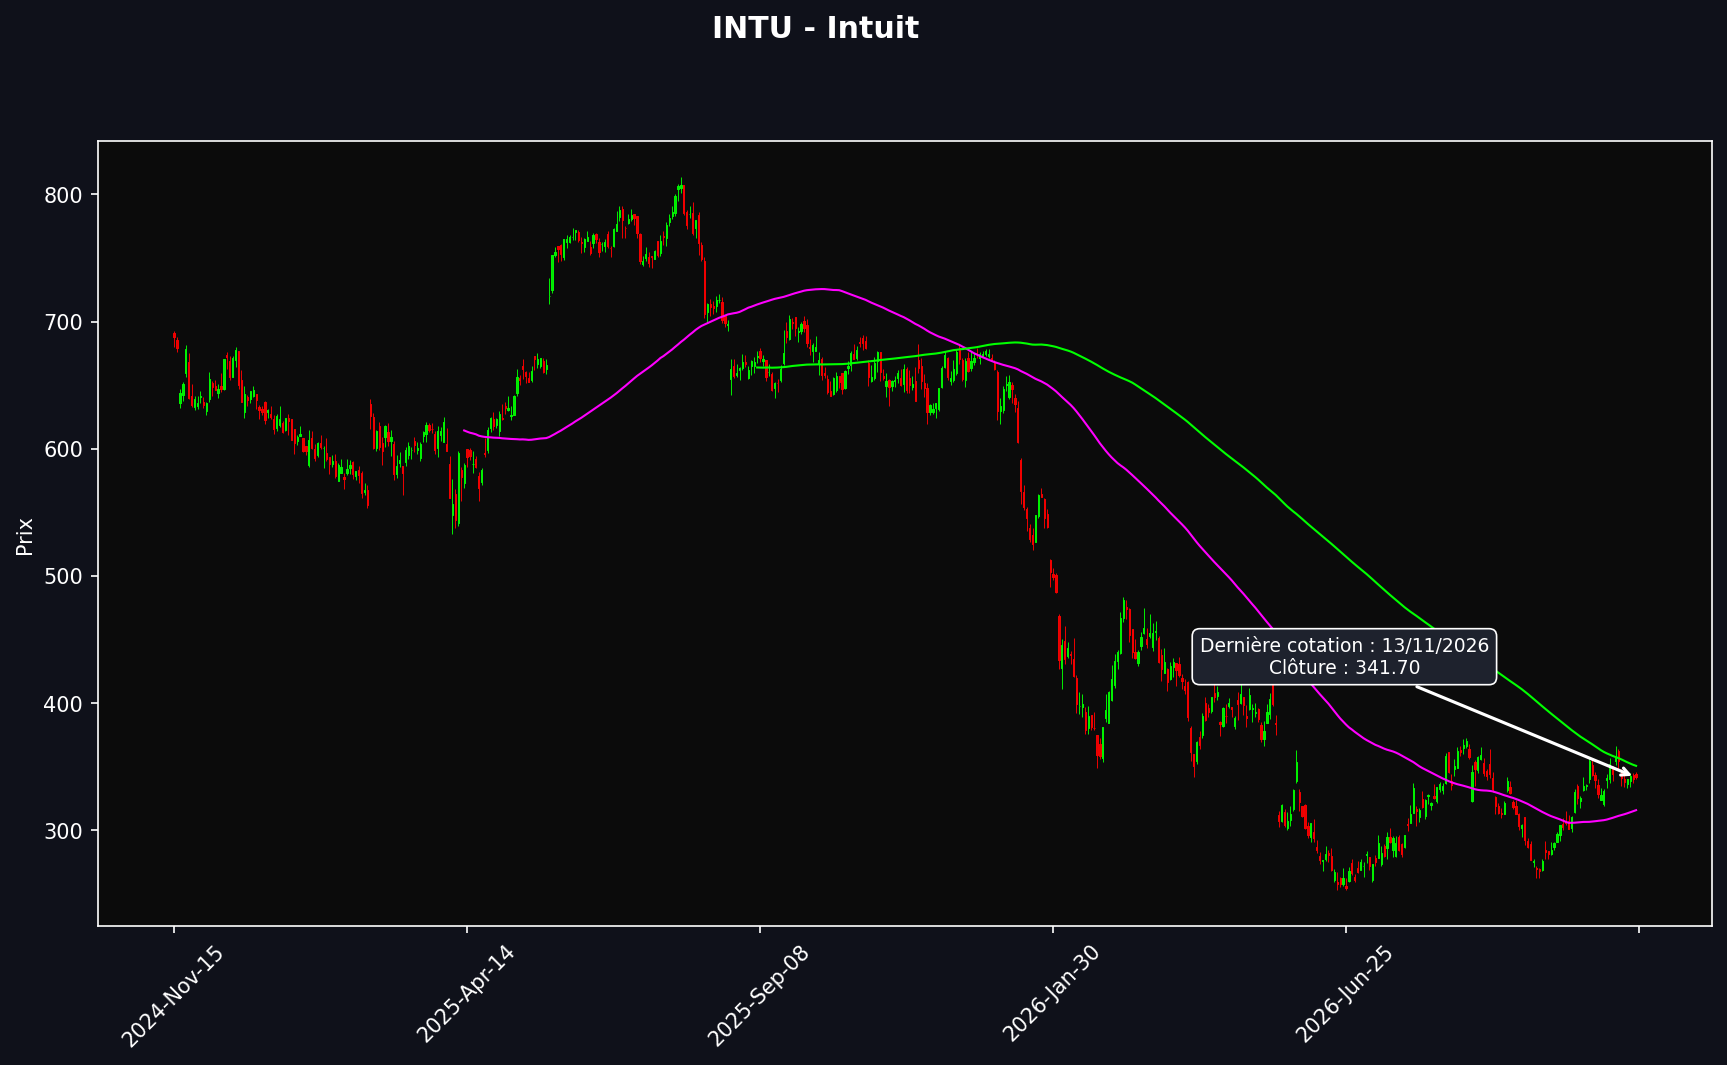 INTU - Intuit
Prix
800
700
600
500
400
300
Dernière cotation : 13/11/2026
Clôture : 341.70
2024-Nov-15
2025-Apr-14
2025-Sep-08
2026-Jan-30
2026-Jun-25